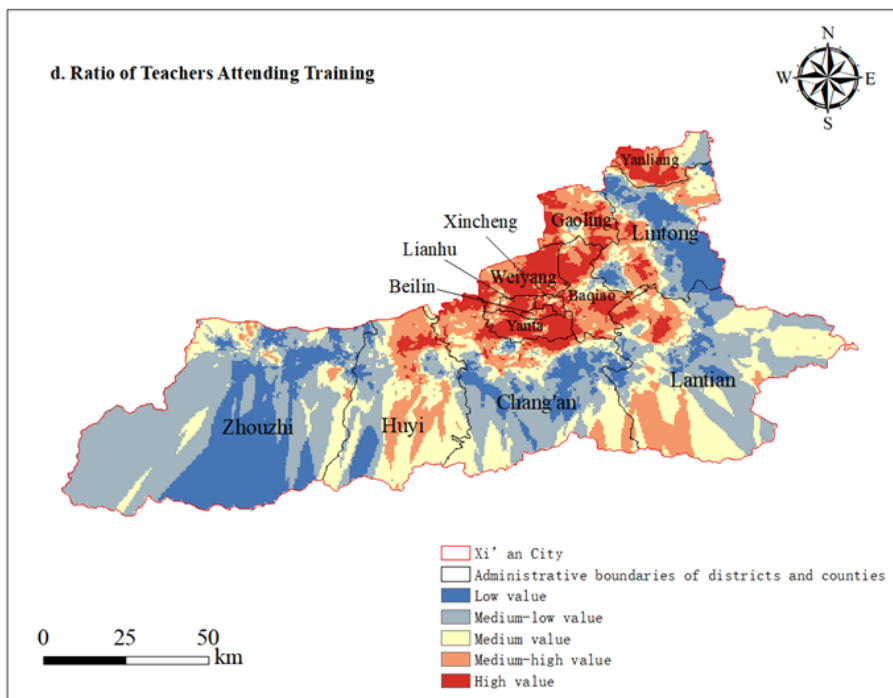 d. Ratio of Teachers Attending Training
N
W
E
S
Yanliang
Xincheng
Gaoling
Lintong
Lianhu
Weiyang
Beilin
Baqiao
Yanta
Lantian
Chang'an
Zhouzhi
Huyi
Xi’an City
Administrative boundaries of districts and counties
Low value
Medium-low value
Medium value
Medium-high value
High value
0 25 50
km